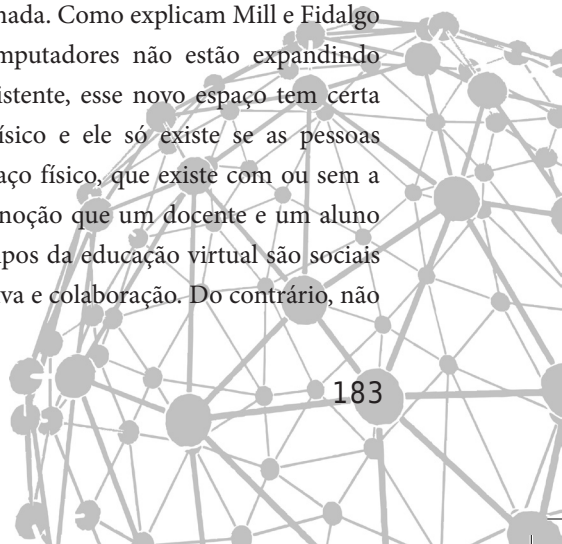 nada. Como explicam Mill e Fidalgo
mputadores não estão expandindo
istente, esse novo espaço tem certa
ísico e ele só existe se as pessoas
aço físico, que existe com ou sem a
noção que um docente e um aluno
pos da educação virtual são sociais
va e colaboração. Do contrário, não
183